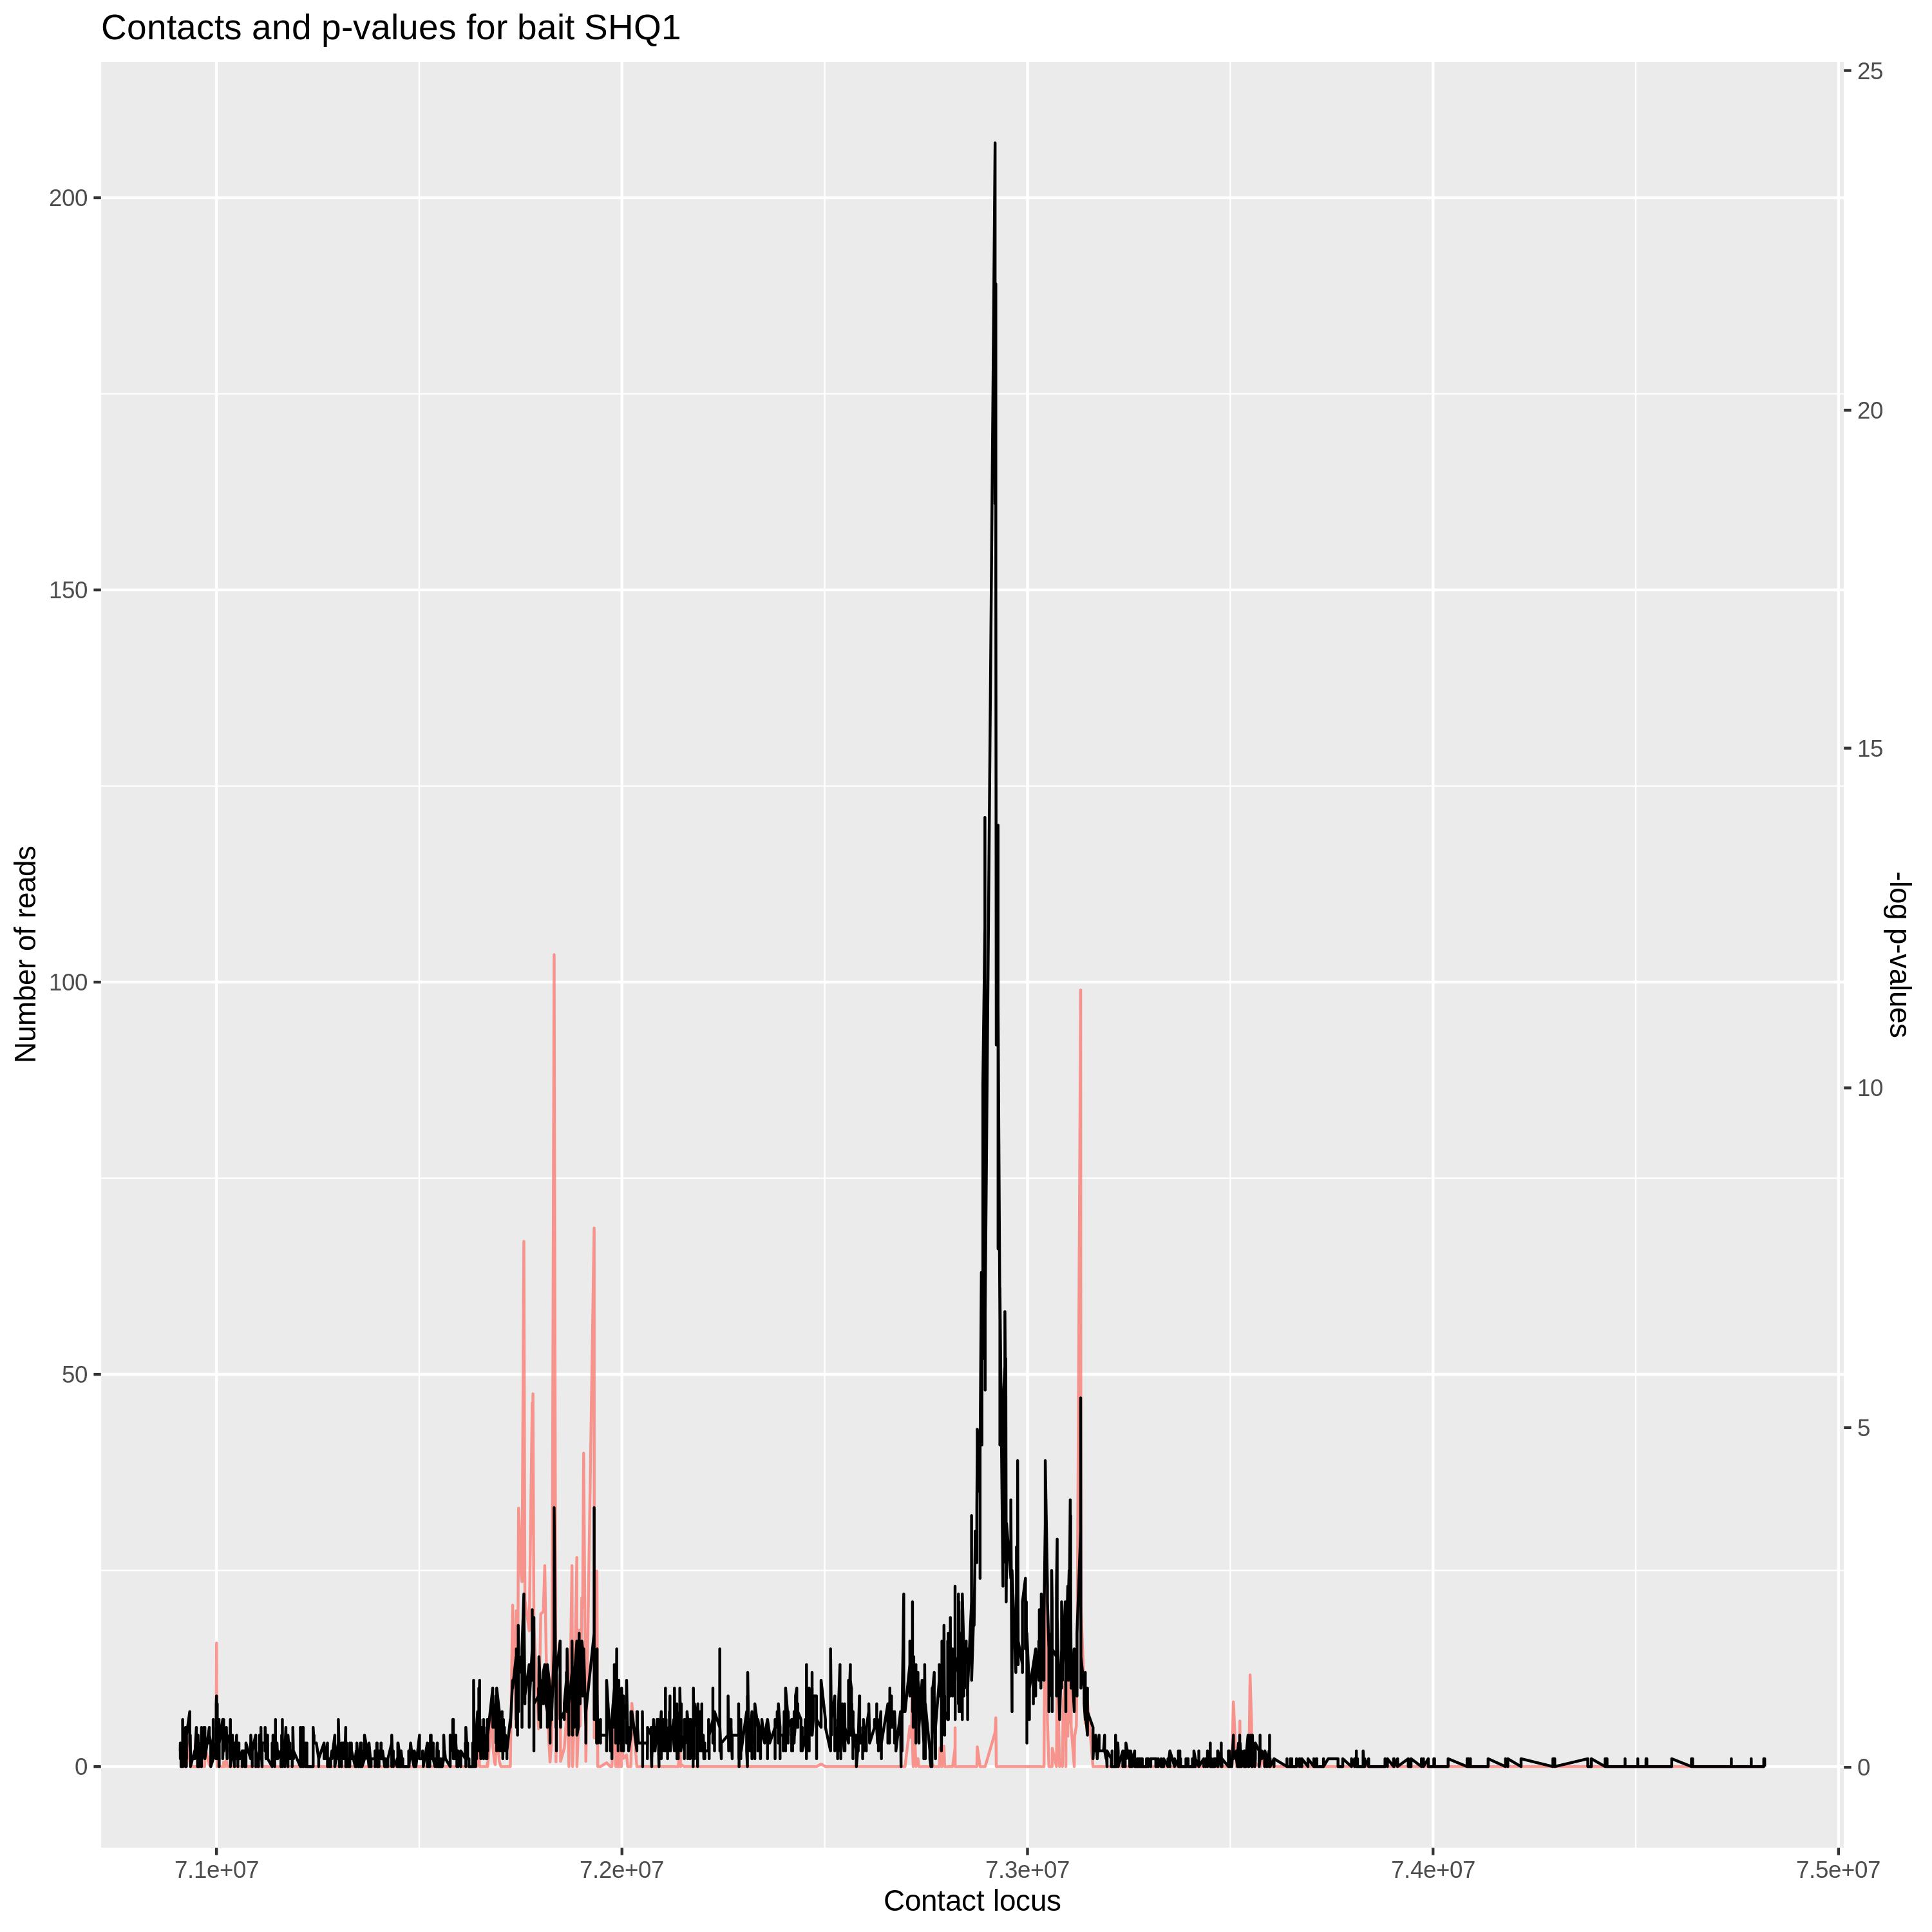 Contacts and p-values for bait SHQ1
25
200
20
150
15
Number of reads
-log p-values
100
10
50
5
0
0
7.1e+07 7.2e+07 7.3e+07 7.4e+07 7.5e+07
Contact locus